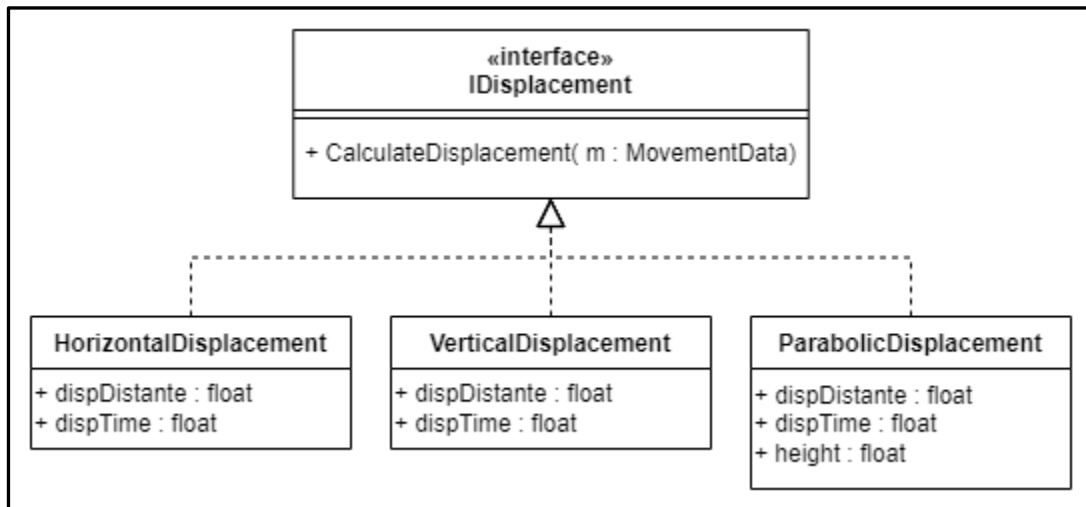 «interface»
IDisplacement
+ CalculateDisplacement( m : MovementData)
HorizontalDisplacement
+ dispDistante : float
+ dispTime : float
VerticalDisplacement
+ dispDistante : float
+ dispTime : float
ParabolicDisplacement
+ dispDistante : float
+ dispTime : float
+ height : float